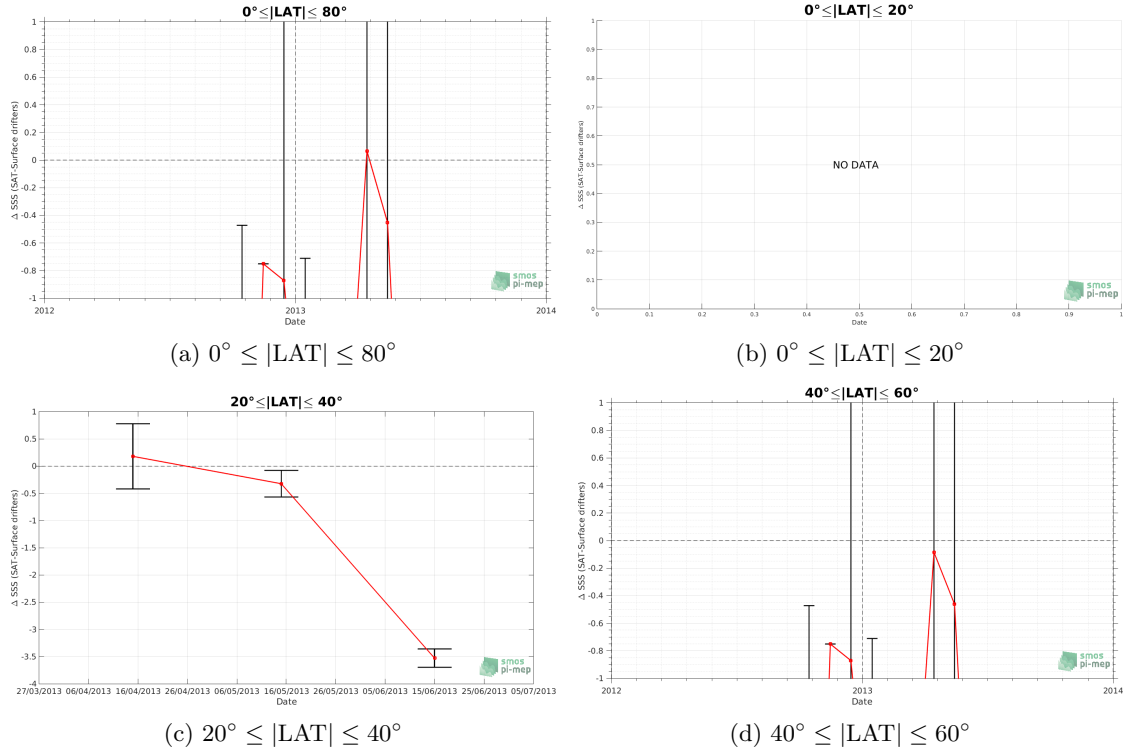 0°≤|LAT|≤ 80°
1
0.8
0.6
0.4
0.2
0
-0.2
-0.4
-0.6
-0.8
-1
Δ SSS (SAT-Surface drifters)
2012 2013 2014
Date
smos
pi-mep
(a) 0° ≤ |LAT| ≤ 80°
0°≤|LAT|≤ 20°
1
0.9
0.8
0.7
0.6
0.5
0.4
0.3
0.2
0.1
0
Δ SSS (SAT-Surface drifters)
NO DATA
0 0.1 0.2 0.3 0.4 0.5 0.6 0.7 0.8 0.9 1
Date
smos
pi-mep
(b) 0° ≤ |LAT| ≤ 20°
20°≤|LAT|≤ 40°
1
0.5
0
-0.5
-1
-1.5
-2
-2.5
-3
-3.5
-4
Δ SSS (SAT-Surface drifters)
27/03/2013 06/04/2013 16/04/2013 26/04/2013 06/05/2013 16/05/2013 26/05/2013 05/06/2013 15/06/2013 25/06/2013 05/07/2013
Date
smos
pi-mep
(c) 20° ≤ |LAT| ≤ 40°
40°≤|LAT|≤ 60°
1
0.8
0.6
0.4
0.2
0
-0.2
-0.4
-0.6
-0.8
-1
Δ SSS (SAT-Surface drifters)
2012 2013 2014
Date
smos
pi-mep
(d) 40° ≤ |LAT| ≤ 60°